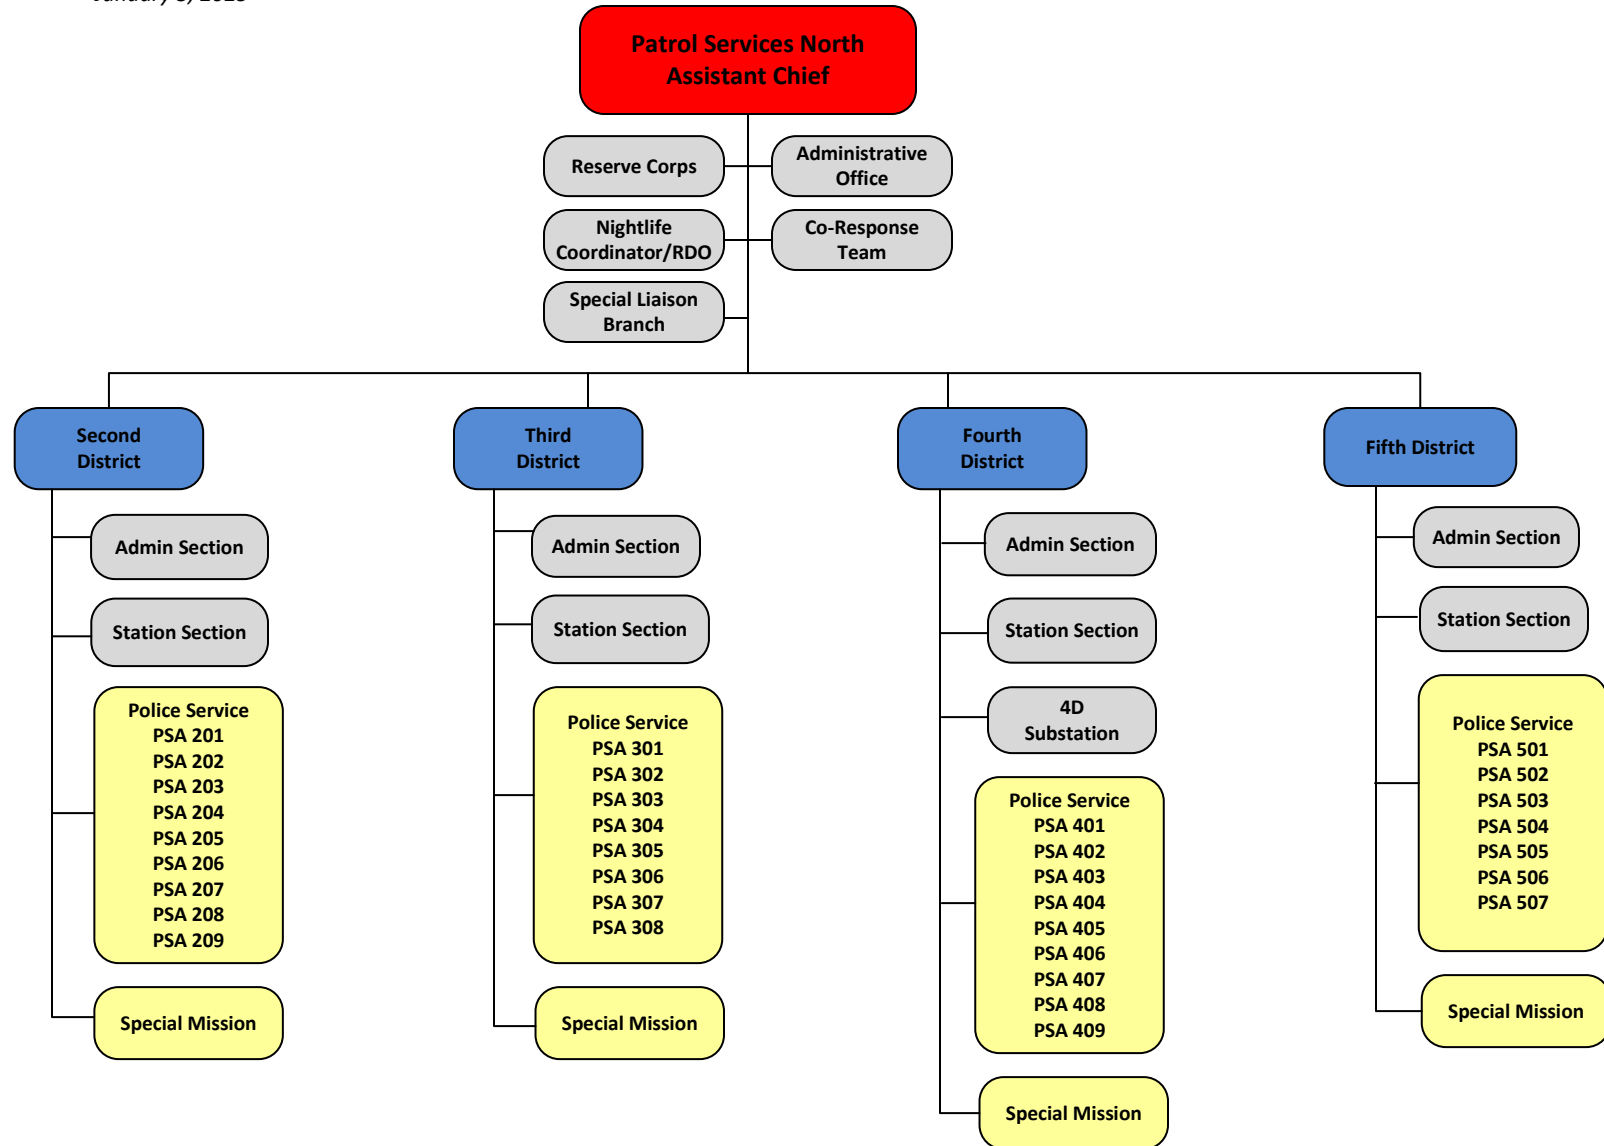 Patrol Services North
Assistant Chief
Reserve Corps
Administrative
Office
Nightlife
Coordinator/RDO
Co-Response
Team
Special Liaison
Branch
Second
District
Third
District
Fourth
District
Fifth District
Admin Section
Station Section
Police Service
PSA 201
PSA 202
PSA 203
PSA 204
PSA 205
PSA 206
PSA 207
PSA 208
PSA 209
Special Mission
Admin Section
Station Section
Police Service
PSA 301
PSA 302
PSA 303
PSA 304
PSA 305
PSA 306
PSA 307
PSA 308
Special Mission
Admin Section
Station Section
4D
Substation
Police Service
PSA 401
PSA 402
PSA 403
PSA 404
PSA 405
PSA 406
PSA 407
PSA 408
PSA 409
Special Mission
Admin Section
Station Section
Police Service
PSA 501
PSA 502
PSA 503
PSA 504
PSA 505
PSA 506
PSA 507
Special Mission